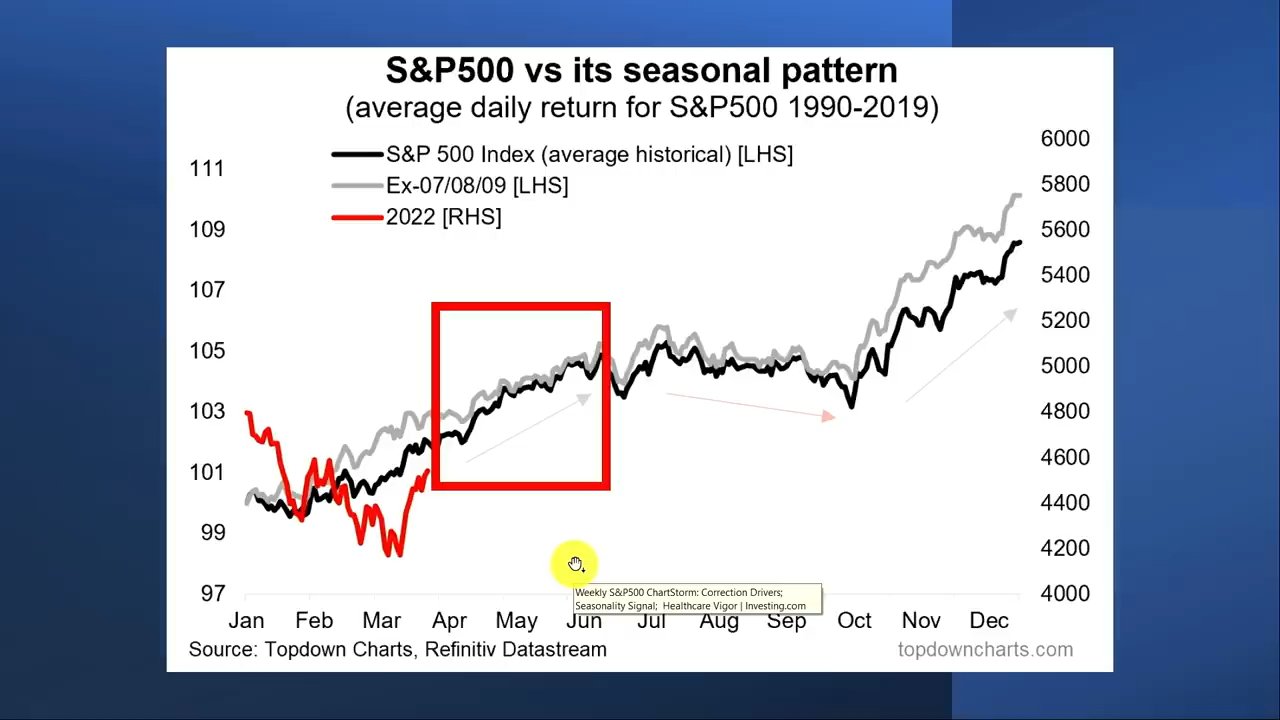 S&P500 vs its seasonal pattern
(average daily return for S&P500 1990-2019)
S&P 500 Index (average historical) [LHS]
Ex-07/08/09 [LHS]
2022 [RHS]
111
109
107
105
103
101
99
97
6000
5800
5600
5400
5200
5000
4800
4600
4400
4200
4000
Weekly S&P500 ChartStorm: Correction Drivers;
Seasonality Signal; Healthcare Vigor | Investing.com
Jan Feb Mar Apr May Jun Jul Aug Sep Oct Nov Dec
Source: Topdown Charts, Refinitiv Datastream
topdowncharts.com